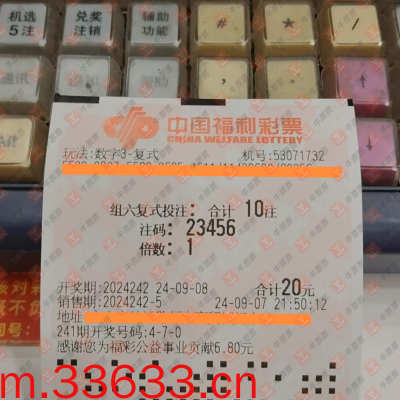 机选 5注
兑奖 注销
辅助 功能
#
*
/
中国福利彩票
CHINA WELFARE LOTTERY
玩法:数字3-复式 机号:53071732
组六复式投注: 合计 10注
注码: 23456
倍数: 1
开奖期:2024242 24-09-08 合计20元
销售期:2024242-5 24-09-07 21:50:12
地址
241期开奖号码:4-7-0
感谢您为福彩公益事业贡献6.80元
m.33633.cn